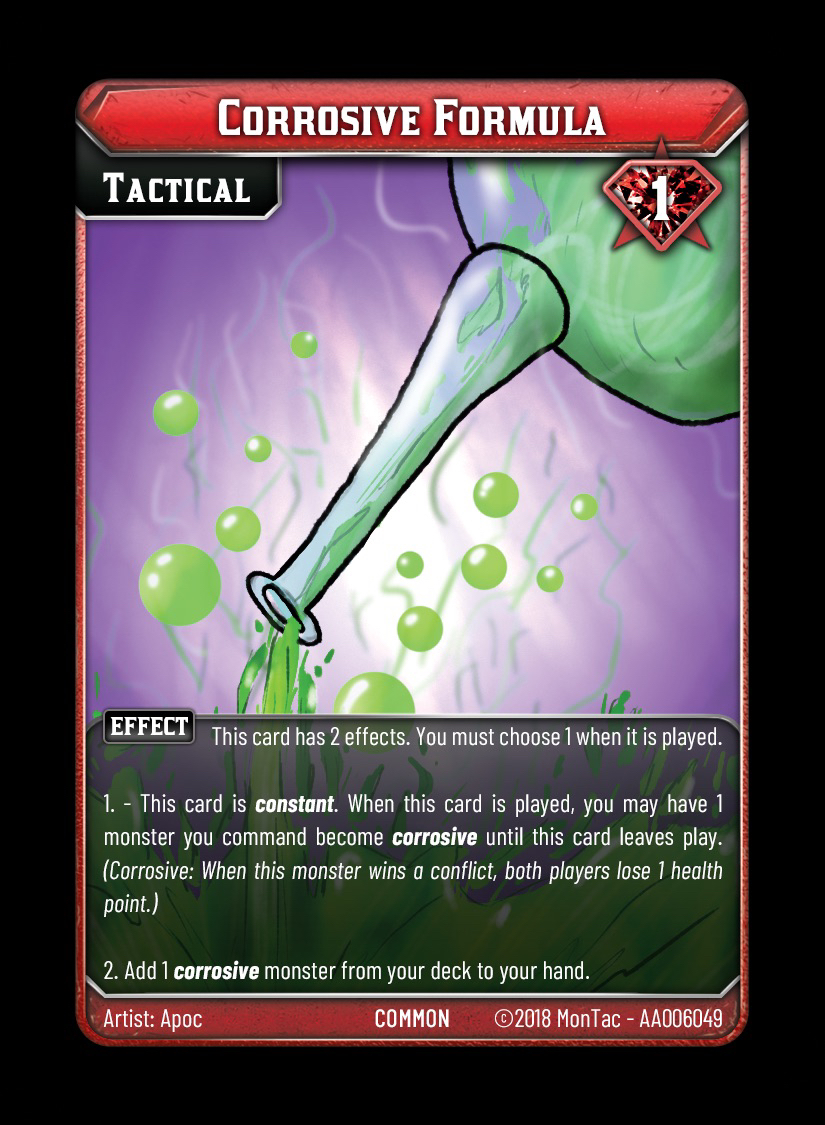 Corrosive Formula
Tactical
1
EFFECT
This card has 2 effects. You must choose 1 when it is played.
1. - This card is constant. When this card is played, you may have 1
monster you command become corrosive until this card leaves play.
(Corrosive: When this monster wins a conflict, both players lose 1 health
point.)
2. Add 1 corrosive monster from your deck to your hand.
Artist: Apoc
COMMON
©2018 MonTac - AA006049